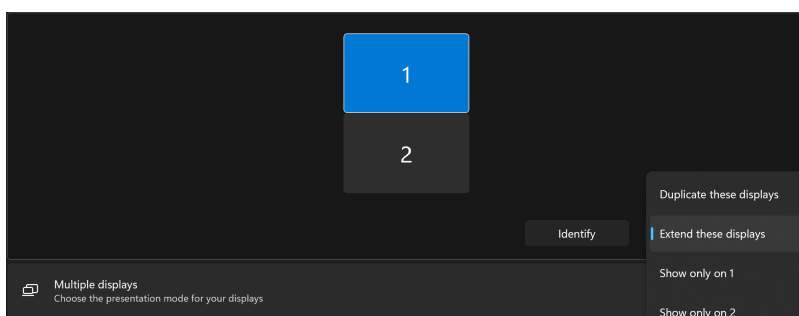 1
2
Identify
Duplicate these displays
Extend these displays
Show only on 1
Show only on 2
Multiple displays
Choose the presentation mode for your displays